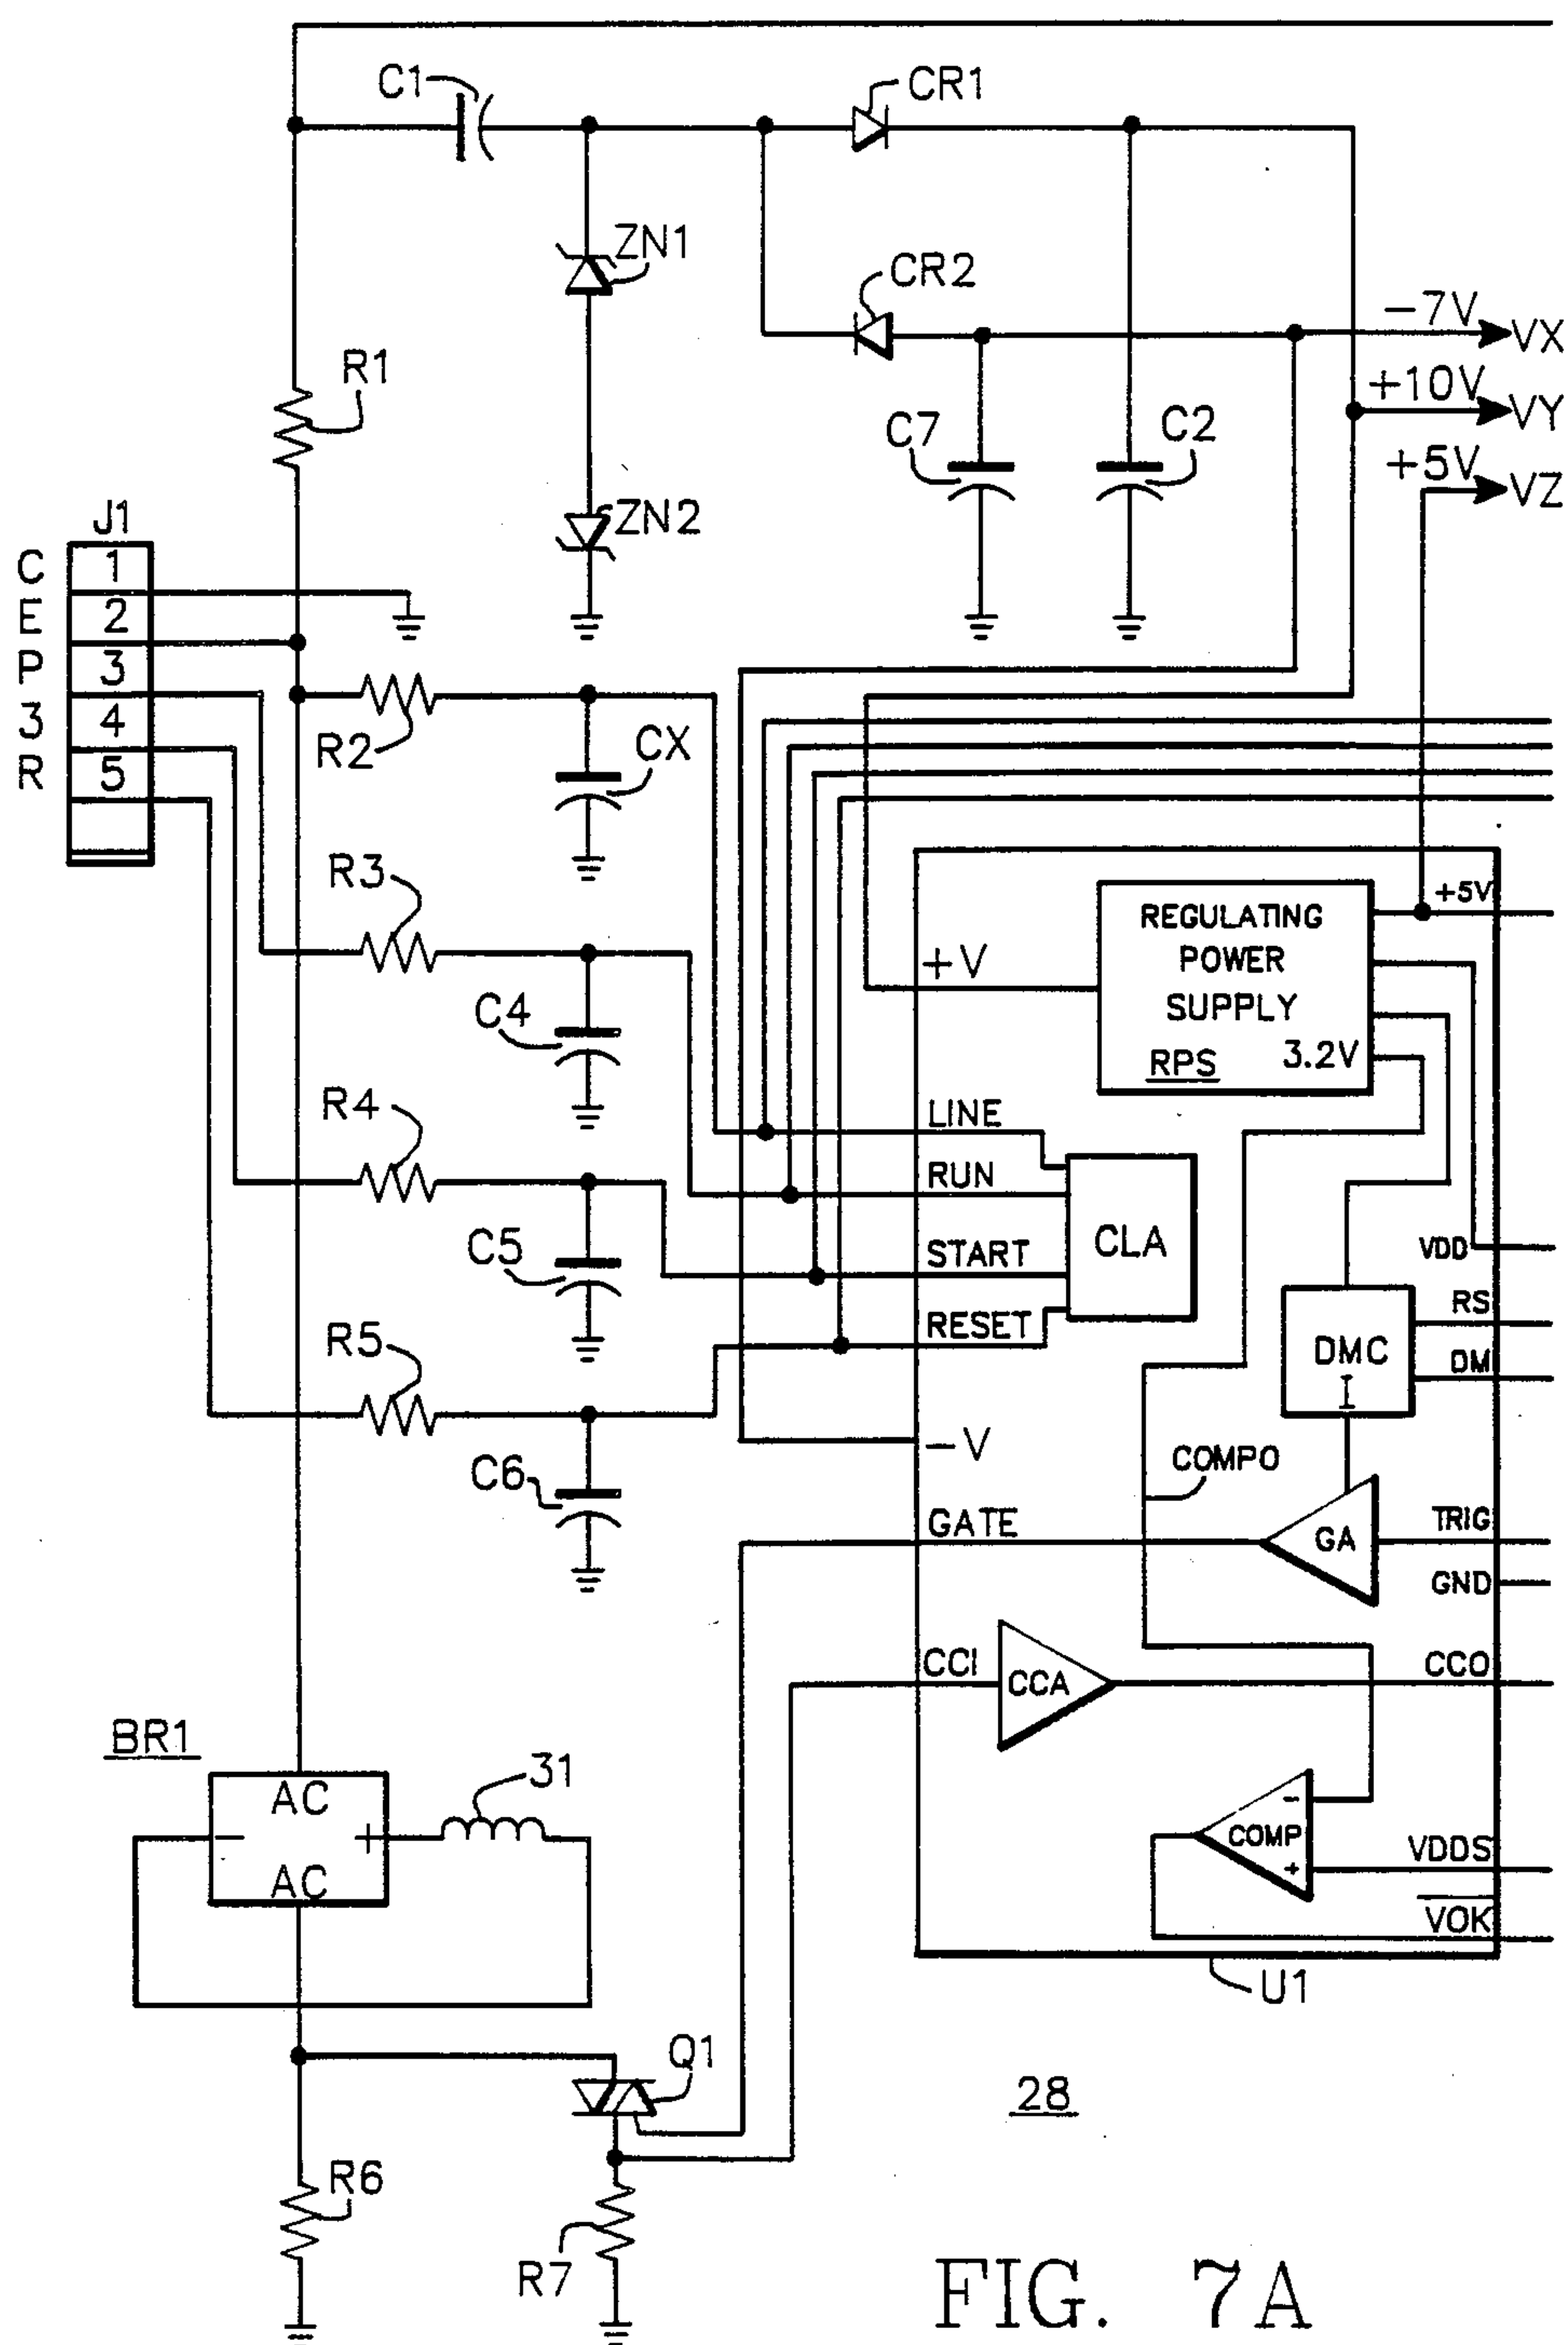 C1
CR1
ZN1
CR2
-7V
VX
R1
+10V
VY
C7
C2
+5V
VZ
ZN2
J1
C 1
E 2
P 3
3 4
R 5
R2
CX
R3
+5V
REGULATING
POWER
SUPPLY
RPS 3.2V
+V
C4
R4
LINE
RUN
CLA
START
C5
VDD
RS
RESET
DMC
I
DM
R5
-V
C6
COMPO
GATE
GA
TRIG
GND
CCI
CCA
CCO
BR1
31
AC
- +
AC
-
COMP
+
VDDS
VOK
U1
Q1
28
R6
R7
FIG. 7A